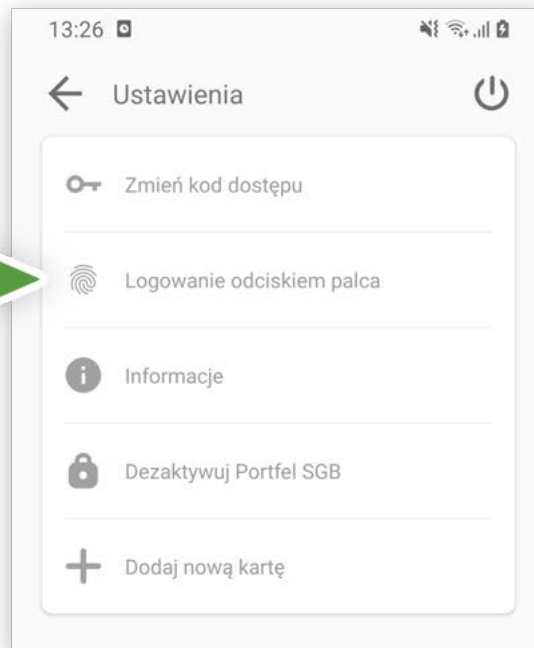 13:26
Ustawienia
Zmień kod dostępu
Logowanie odciskiem palca
Informacje
Dezaktywuj Portfel SGB
Dodaj nową kartę